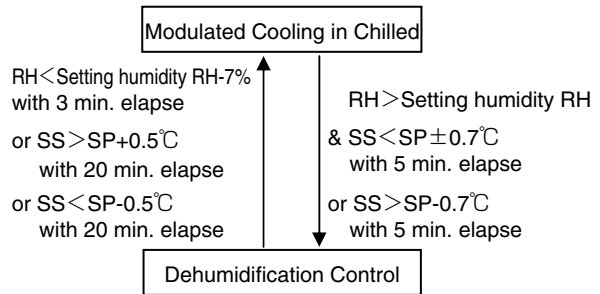 Modulated Cooling in Chilled
RH＜Setting humidity RH-7%
with 3 min. elapse
or SS＞SP+0.5℃
with 20 min. elapse
or SS＜SP-0.5℃
with 20 min. elapse
RH＞Setting humidity RH
& SS＜SP±0.7℃
with 5 min. elapse
or SS＞SP-0.7℃
with 5 min. elapse
Dehumidification Control